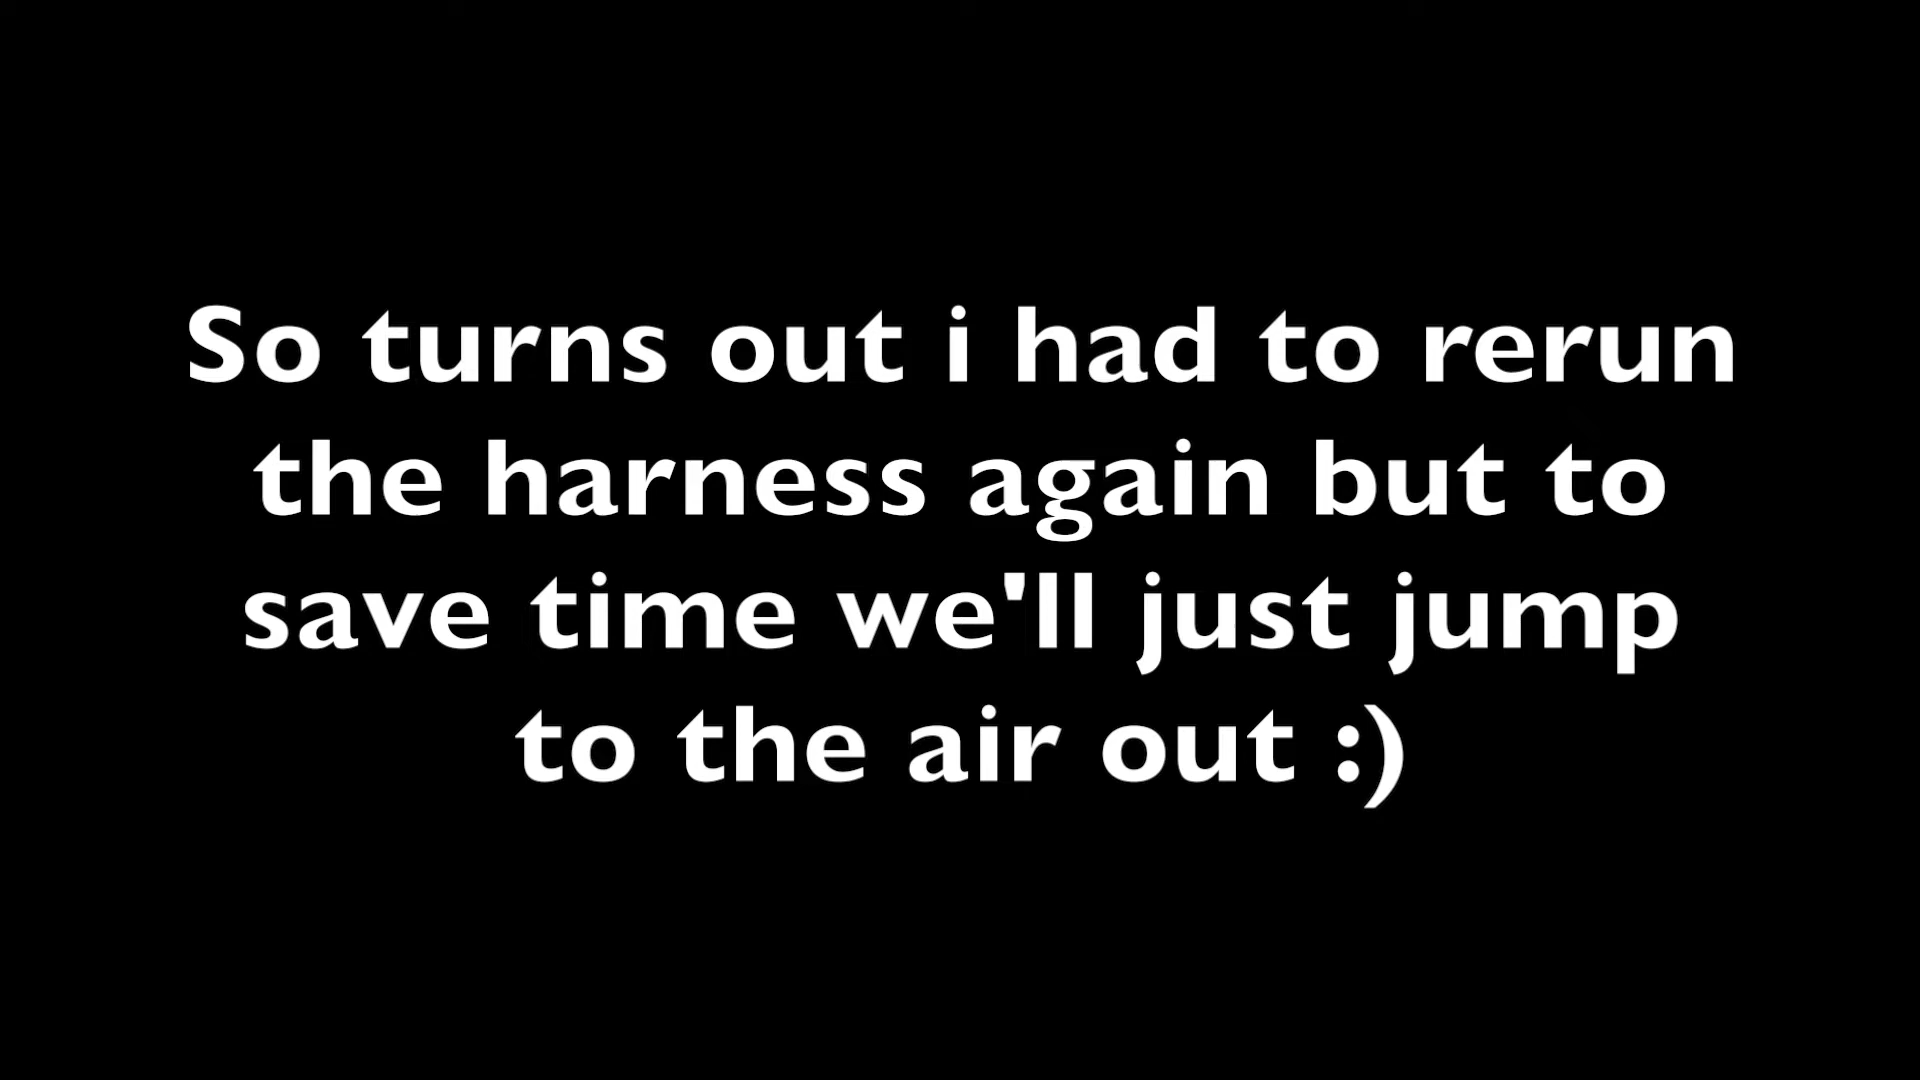 So turns out i had to rerun
the harness again but to
save time we'll just jump
to the air out :)